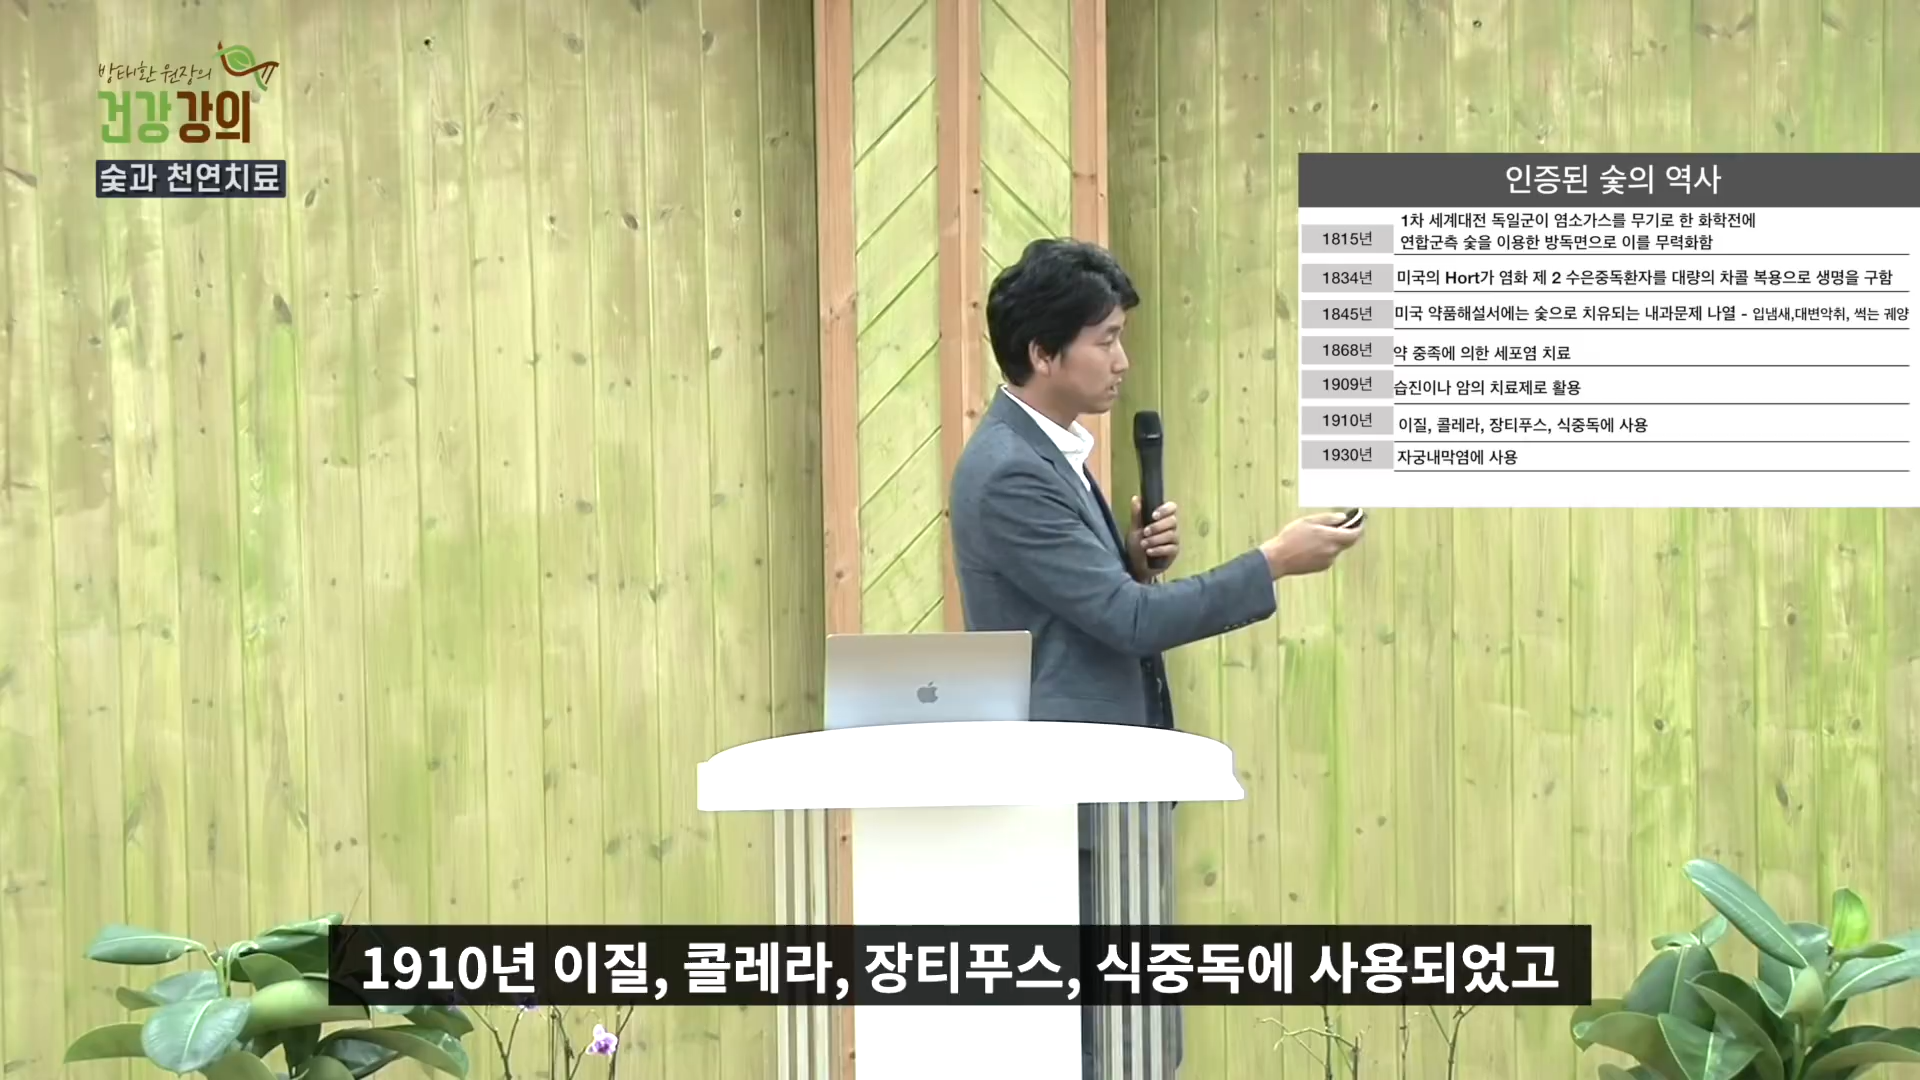 방태환 원장의
건강강의
숯과 천연치료
인증된 숯의 역사
1815년 1차 세계대전 독일군이 염소가스를 무기로 한 화학전에
연합군측 숯을 이용한 방독면으로 이를 무력화함
1834년 미국의 Hort가 염화 제 2 수은중독환자를 대량의 차콜 복용으로 생명을 구함
1845년 미국 약품해설서에는 숯으로 치유되는 내과문제 나열 - 입냄새,대변악취, 썩는 궤양
1868년 약 중족에 의한 세포염 치료
1909년 습진이나 암의 치료제로 활용
1910년 이질, 콜레라, 장티푸스, 식중독에 사용
1930년 자궁내막염에 사용
1910년 이질, 콜레라, 장티푸스, 식중독에 사용되었고